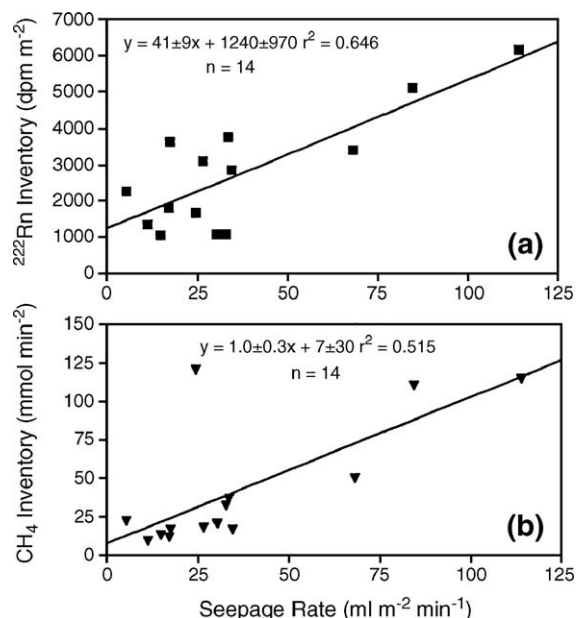 7000
6000
5000
4000
3000
2000
1000
0
²²²Rn Inventory (dpm m⁻²)
y = 41±9x + 1240±970 r² = 0.646
n = 14
(a)
0 25 50 75 100 125
150
125
100
75
50
25
0
CH₄ Inventory (mmol min⁻²)
y = 1.0±0.3x + 7±30 r² = 0.515
n = 14
(b)
0 25 50 75 100 125
Seepage Rate (ml m⁻² min⁻¹)